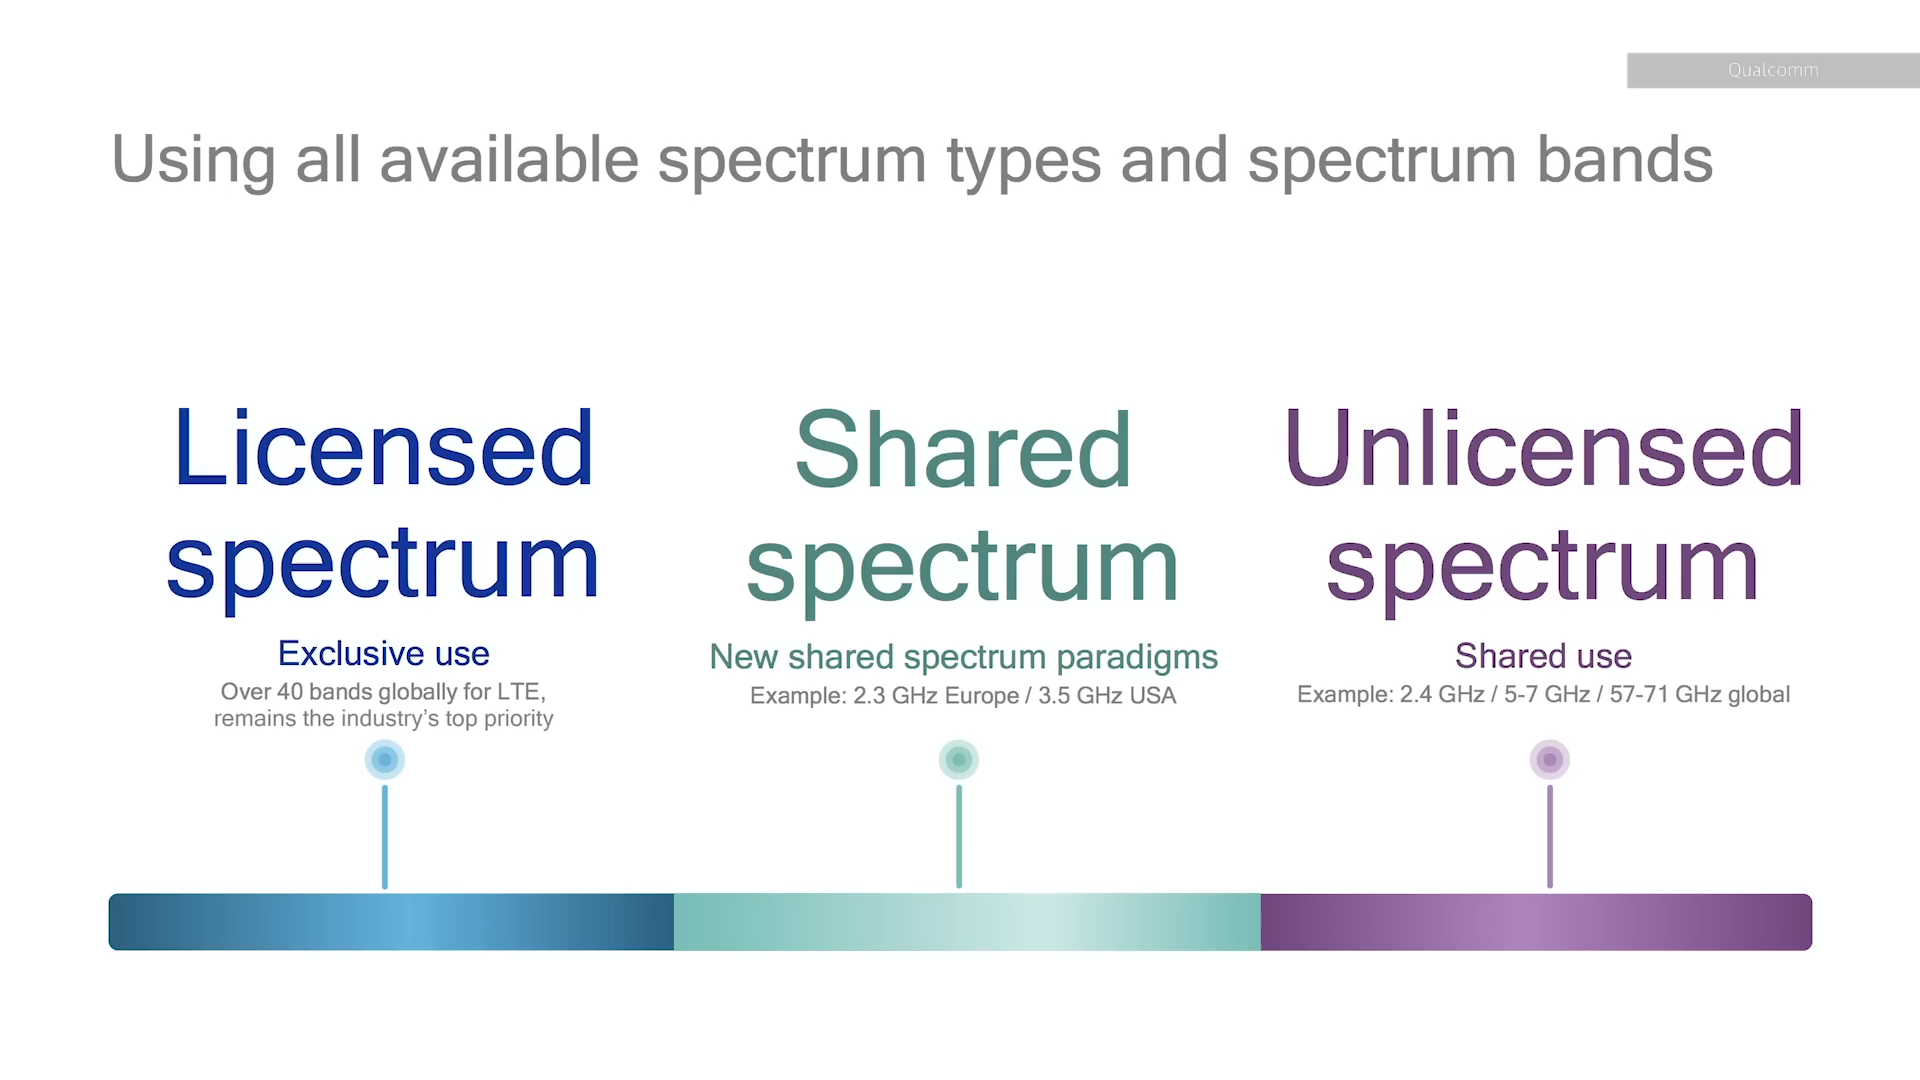 Qualcomm
Using all available spectrum types and spectrum bands
Licensed
spectrum
Exclusive use
Over 40 bands globally for LTE,
remains the industry’s top priority
Shared
spectrum
New shared spectrum paradigms
Example: 2.3 GHz Europe / 3.5 GHz USA
Unlicensed
spectrum
Shared use
Example: 2.4 GHz / 5-7 GHz / 57-71 GHz global